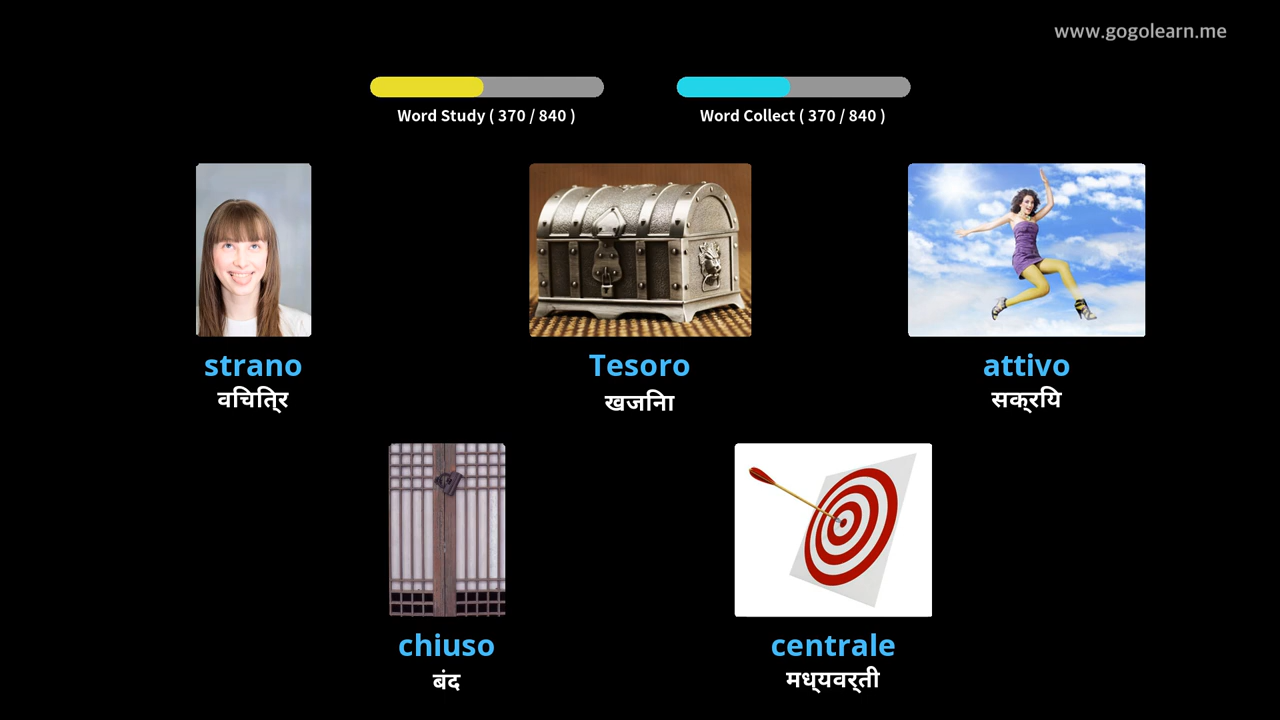 www.gogolearn.me
Word Study ( 370 / 840 )
Word Collect ( 370 / 840 )
strano
वचित्रि
Tesoro
खजनिा
attivo
सक्रयि
chiuso
बंद
centrale
मध्यवर्ती